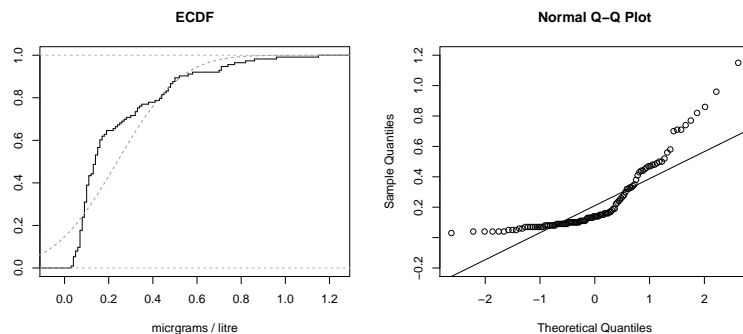 ECDF
1.0
0.8
0.6
0.4
0.2
0.0
0.0 0.2 0.4 0.6 0.8 1.0 1.2
micrgrams / litre
Normal Q−Q Plot
Sample Quantiles
1.2
1.0
0.8
0.6
0.4
0.2
−0.2
−2 −1 0 1 2
Theoretical Quantiles